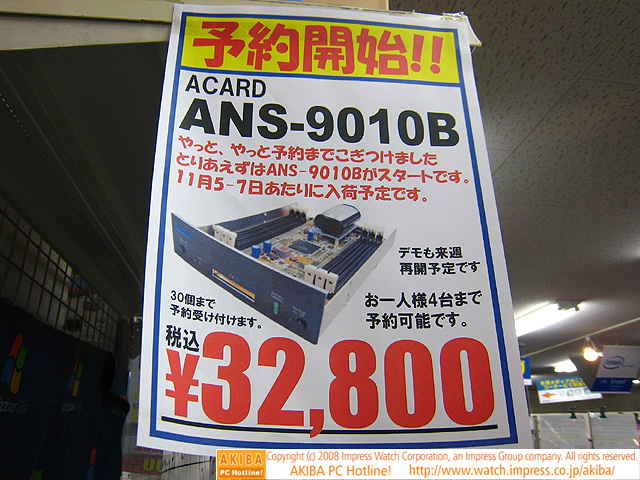 予約開始!!
ACARD
ANS-9010B
やっと、やっと予約までこぎつけました
とりあえずはANS-9010Bがスタートです。
11月5-7日あたりに入荷予定です。
デモも来週
再開予定です
30個まで
予約受け付けます。
お一人様4台まで
予約可能です。
税込
¥32,800
intel
AKIBA
PC Hotline!
Copyright (c) 2008 Impress Watch Corporation, an Impress Group company. All rights reserved.
AKIBA PC Hotline! http://www.watch.impress.co.jp/akiba/